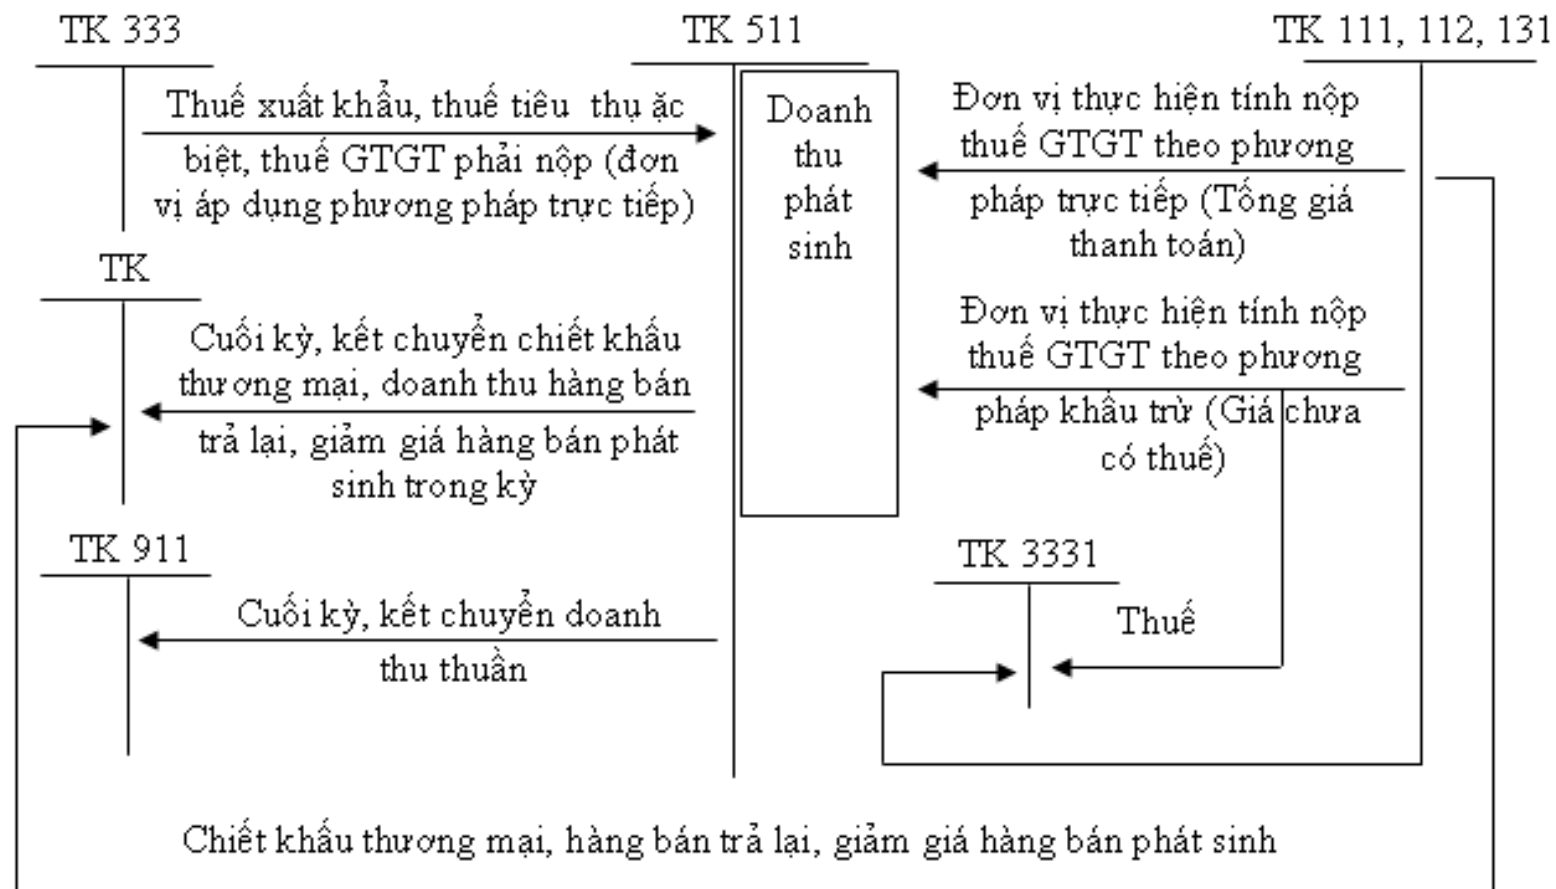 TK 333
TK 511
TK 111, 112, 131
Thuế xuất khẩu, thuế tiêu thụ ặc
biệt, thuế GTGT phải nộp (đơn
vị áp dụng phương pháp trực tiếp)
Doanh
thu
phát
sinh
Đơn vị thực hiện tính nộp
thuế GTGT theo phương
pháp trực tiếp (Tổng giá
thanh toán)
TK
Cuối kỳ, kết chuyển chiết khấu
thương mại, doanh thu hàng bán
trả lại, giảm giá hàng bán phát
sinh trong kỳ
Đơn vị thực hiện tính nộp
thuế GTGT theo phương
pháp khấu trừ (Giá chưa
có thuế)
TK 911
Cuối kỳ, kết chuyển doanh
thu thuần
TK 3331
Thuế
Chiết khấu thương mại, hàng bán trả lại, giảm giá hàng bán phát sinh